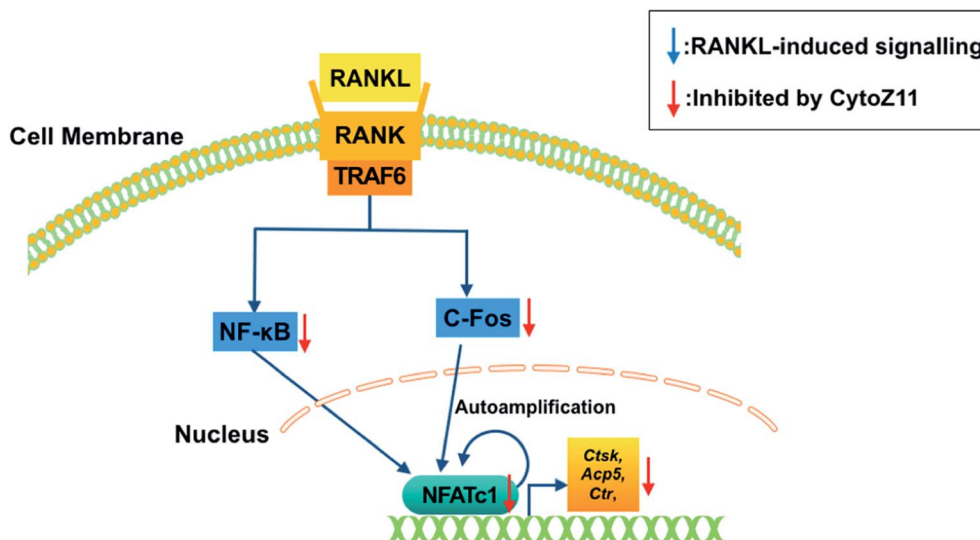 :RANKL-induced signalling
:Inhibited by CytoZ11
RANKL
Cell Membrane
RANK
TRAF6
NF-κB
C-Fos
Autoamplification
Nucleus
Ctsk,
Acp5,
Ctr,
NFATc1